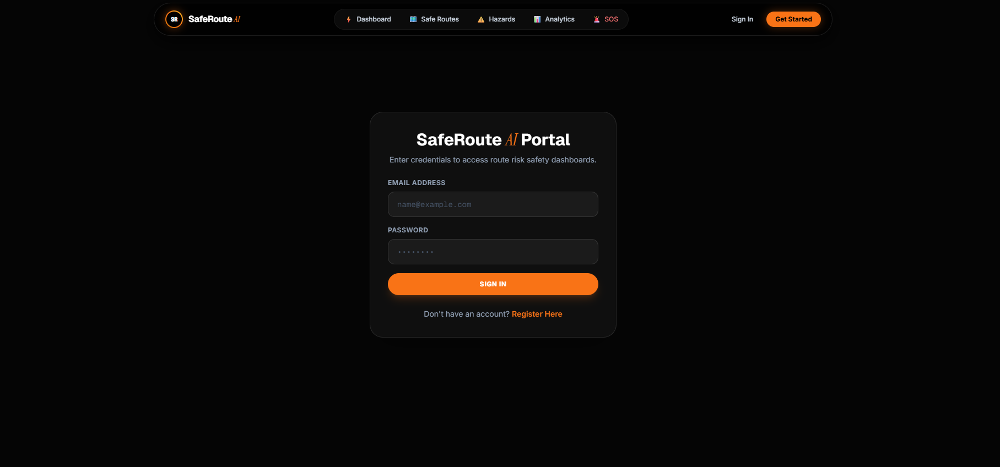 SR SafeRoute AI Dashboard Safe Routes Hazards Analytics SOS Sign In Get Started
SafeRoute AI Portal
Enter credentials to access route risk safety dashboards.
EMAIL ADDRESS
name@example.com
PASSWORD
••••••••
SIGN IN
Don't have an account? Register Here